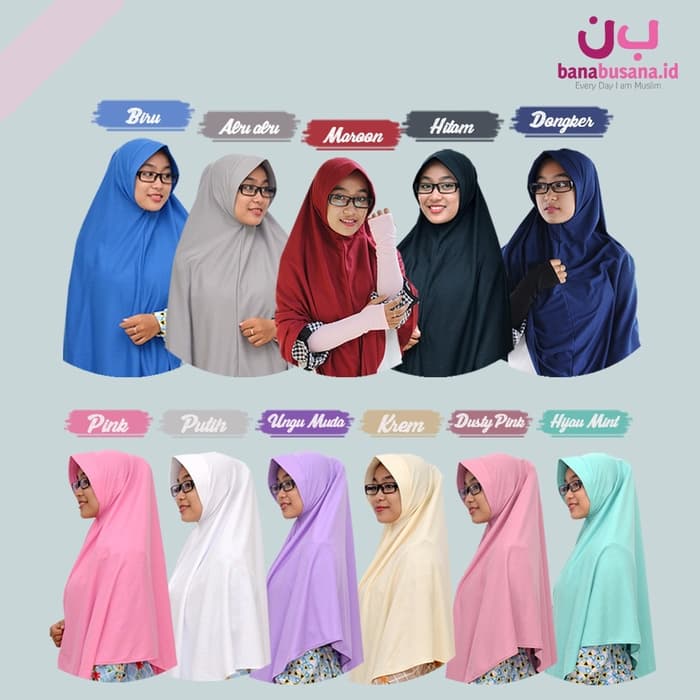 بن
banabusana.id
Every Day I am Muslim
Biru
Abu abu
Maroon
Hitam
Dongker
Pink
Putih
Ungu Muda
Krem
Dusty Pink
Hijau Mint